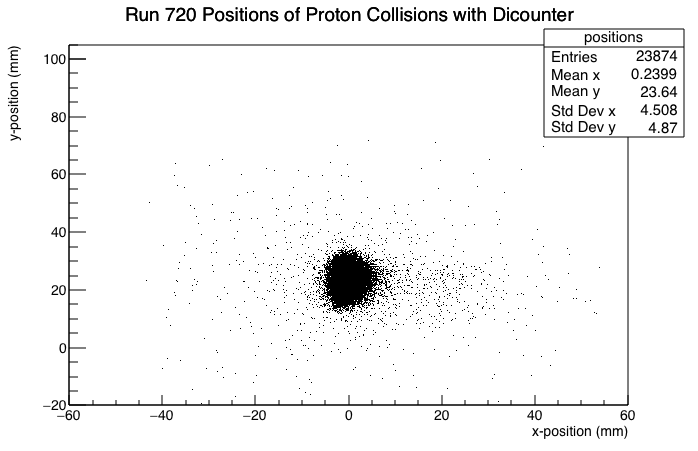 Run 720 Positions of Proton Collisions with Dicounter
positions
Entries 23874
Mean x 0.2399
Mean y 23.64
Std Dev x 4.508
Std Dev y 4.87
y-position (mm)
100
80
60
40
20
0
−20
−60 −40 −20 0 20 40 60
x-position (mm)